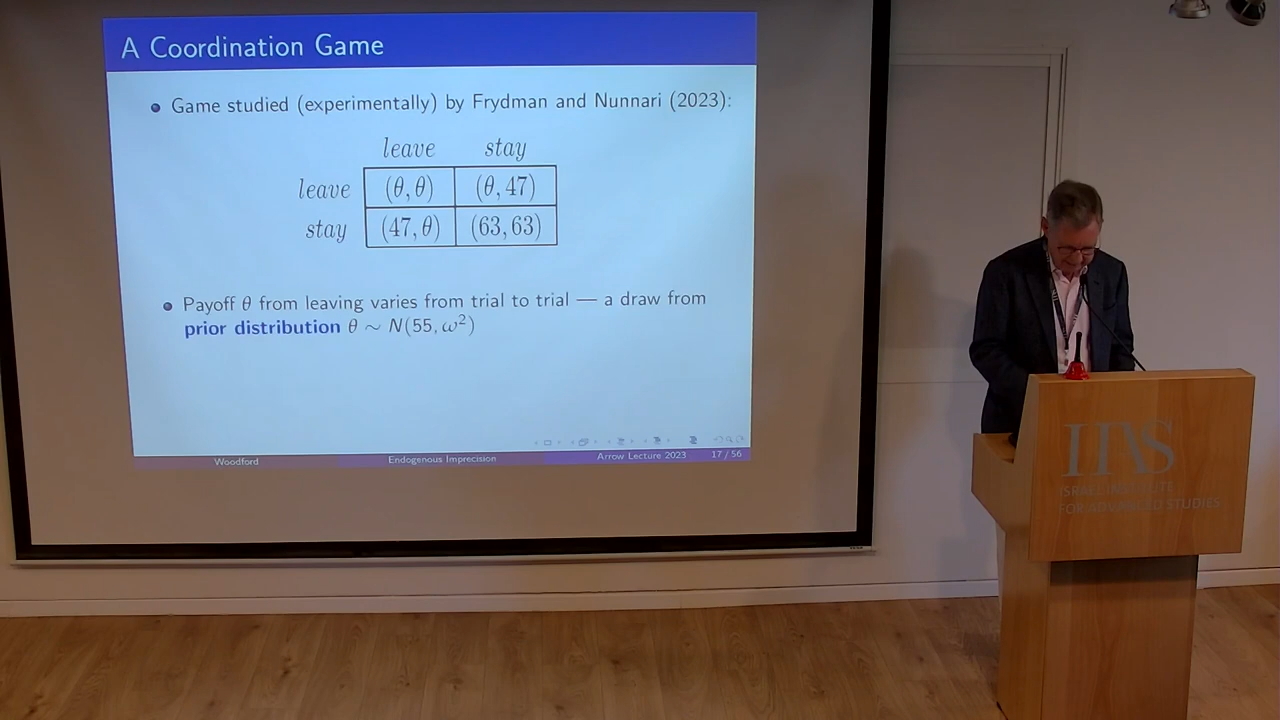 A Coordination Game
Game studied (experimentally) by Frydman and Nunnari (2023):
leave stay
leave (θ, θ) (θ, 47)
stay (47, θ) (63, 63)
Payoff θ from leaving varies from trial to trial — a draw from
prior distribution θ ∼ N(55, ω²)
Woodford Endogenous Imprecision Arrow Lecture 2023 17 / 56
IIAS
ISRAEL INSTITUTE
FOR ADVANCED STUDIES